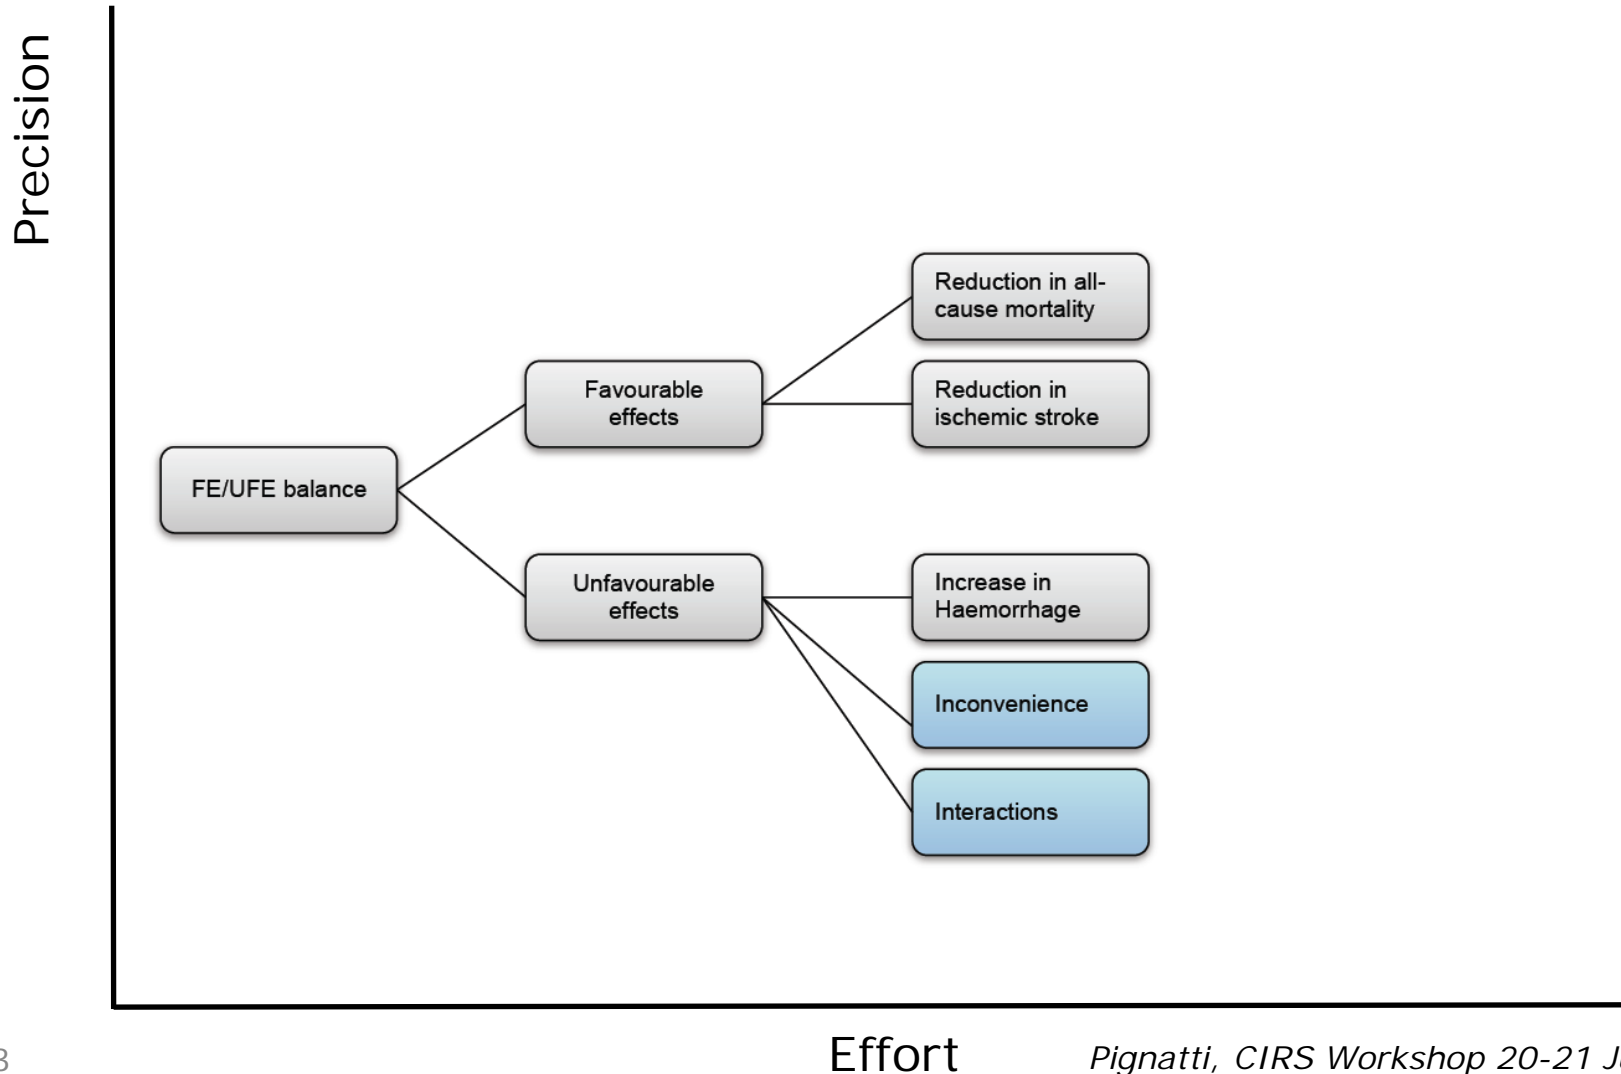 Precision
Reduction in all-
cause mortality
Favourable
effects
Reduction in
ischemic stroke
FE/UFE balance
Unfavourable
effects
Increase in
Haemorrhage
Inconvenience
Interactions
Effort
Pignatti, CIRS Workshop 20-21